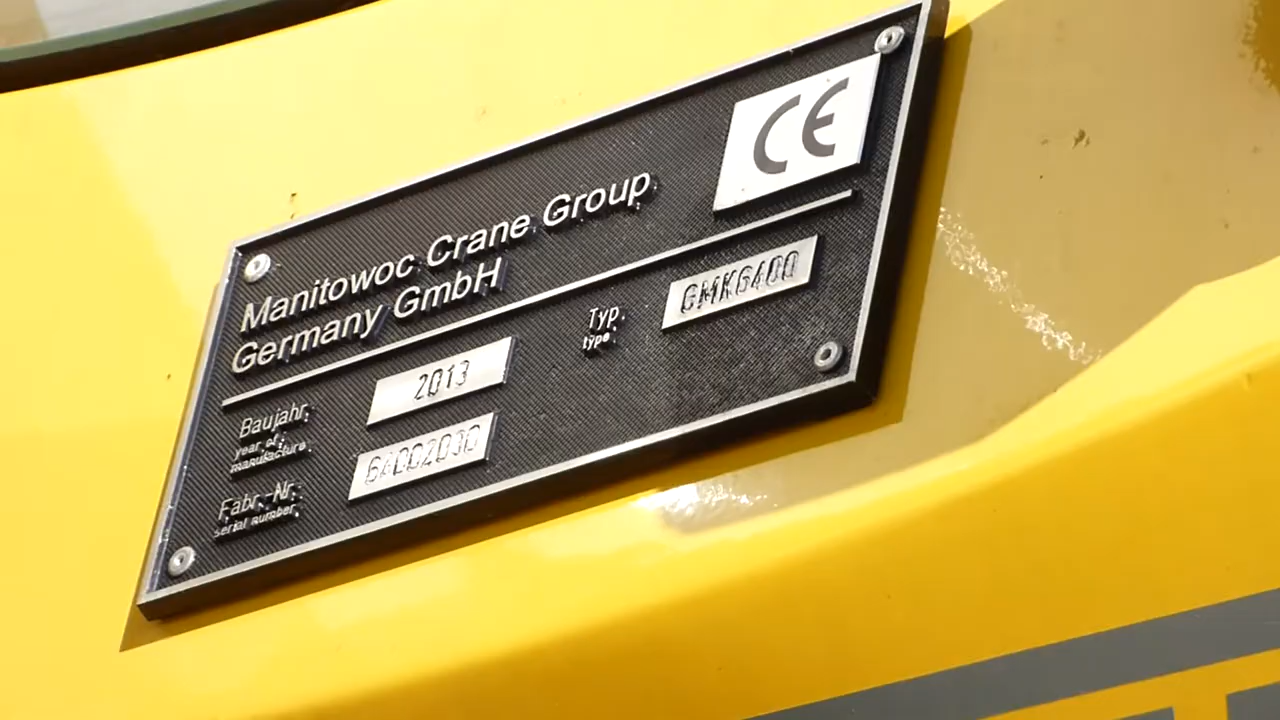 CE
Manitowoc Crane Group
Germany GmbH
Baujahr.
year of.
manufacture.
2013
Typ.
type.
GMK6400
Fabr.-Nr.
serial number.